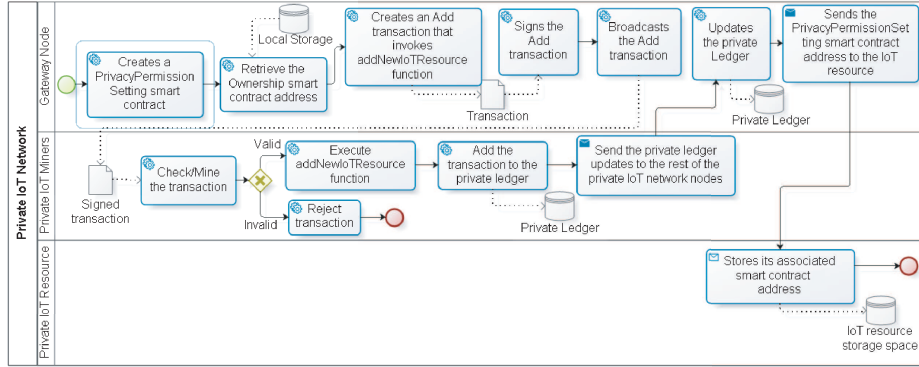 Private IoT Network
Gateway Node
Creates a
PrivacyPermission
Setting smart
contract
Local Storage
Retrieve the
Ownership smart
contract address
Creates an Add
transaction that
invokes
addNewIoTResource
function
Transaction
Signs the
Add
transaction
Broadcasts
the Add
transaction
Updates
the private
Ledger
Private Ledger
Sends the
PrivacyPermissionSet
ting smart contract
address to the IoT
resource
Private IoT Miners
Signed
transaction
Check/Mine
the transaction
Valid
Invalid
Execute
addNewIoTResource
function
Reject
transaction
Add the
transaction to the
private ledger
Private Ledger
Send the private ledger
updates to the rest of the
private IoT network nodes
Private IoT Resource
Stores its associated
smart contract
address
IoT resource
storage space